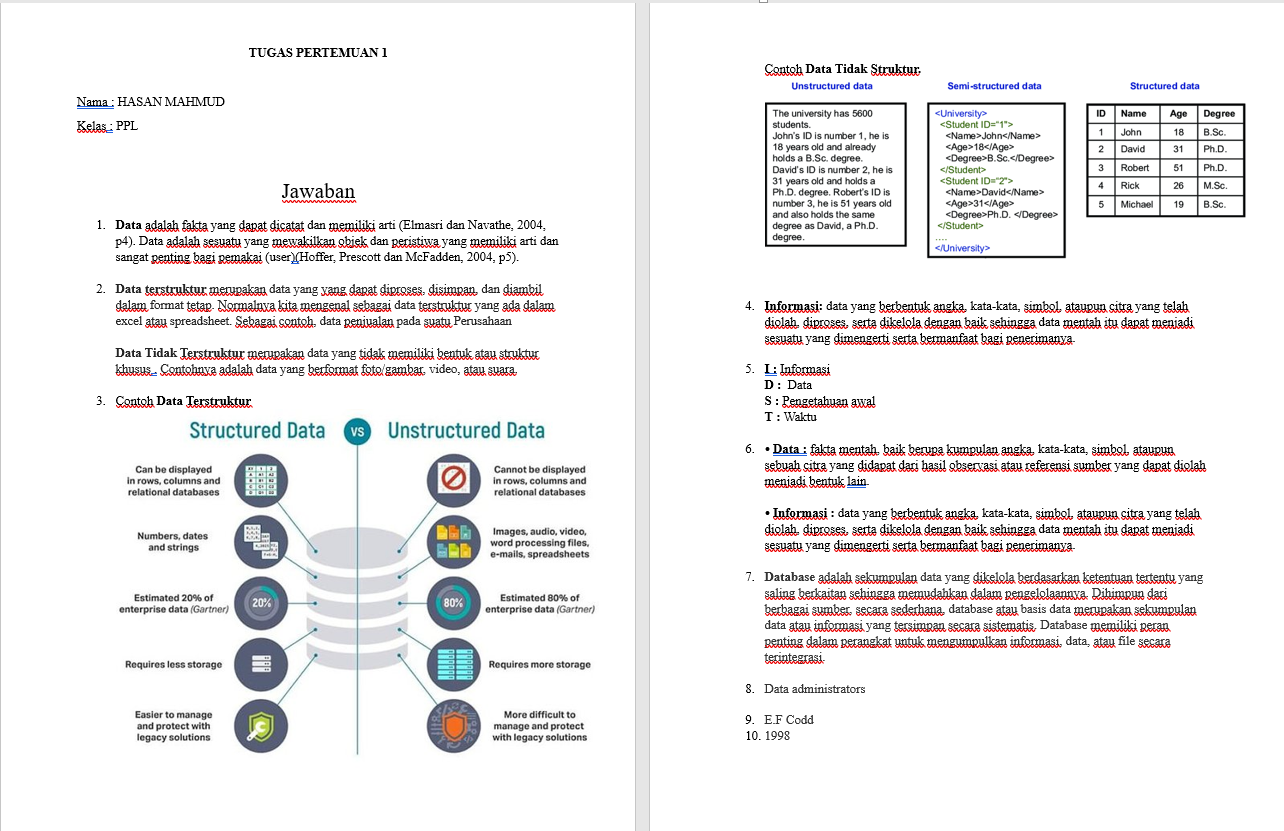 TUGAS PERTEMUAN 1
Nama : HASAN MAHMUD
Kelas : PPL
Jawaban
1. Data adalah fakta yang dapat dicatat dan memiliki arti (Elmasri dan Navathe, 2004,
p4). Data adalah sesuatu yang mewakilkan objek dan peristiwa yang memiliki arti dan
sangat penting bagi pemakai (user)(Hoffer, Prescott dan McFadden, 2004, p5).
2. Data terstruktur merupakan data yang yang dapat diproses, disimpan, dan diambil
dalam format tetap. Normalnya kita mengenal sebagai data terstruktur yang ada dalam
excel atau spreadsheet. Sebagai contoh, data penjualan pada suatu Perusahaan
Data Tidak Terstruktur merupakan data yang tidak memiliki bentuk atau struktur
khusus . Contohnya adalah data yang berformat foto/gambar, video, atau suara.
3. Contoh Data Terstruktur
Structured Data VS Unstructured Data
Can be displayed
in rows, columns and
relational databases
Cannot be displayed
in rows, columns and
relational databases
Numbers, dates
and strings
Images, audio, video,
word processing files,
e-mails, spreadsheets
Estimated 20% of
enterprise data (Gartner)
20%
80%
Estimated 80% of
enterprise data (Gartner)
Requires less storage
Requires more storage
Easier to manage
and protect with
legacy solutions
More difficult to
manage and protect
with legacy solutions
Contoh Data Tidak Struktur.
Unstructured data
The university has 5600
students.
John's ID is number 1, he is
18 years old and already
holds a B.Sc. degree.
David's ID is number 2, he is
31 years old and holds a
Ph.D. degree. Robert's ID is
number 3, he is 51 years old
and also holds the same
degree as David, a Ph.D.
degree.
Semi-structured data
<University>
<Student ID="1">
<Name>John</Name>
<Age>18</Age>
<Degree>B.Sc.</Degree>
</Student>
<Student ID="2">
<Name>David</Name>
<Age>31</Age>
<Degree>Ph.D. </Degree>
</Student>
....
</University>
Structured data
ID Name Age Degree
1 John 18 B.Sc.
2 David 31 Ph.D.
3 Robert 51 Ph.D.
4 Rick 26 M.Sc.
5 Michael 19 B.Sc.
4. Informasi: data yang berbentuk angka, kata-kata, simbol, ataupun citra yang telah
diolah, diproses, serta dikelola dengan baik sehingga data mentah itu dapat menjadi
sesuatu yang dimengerti serta bermanfaat bagi penerimanya.
5. I : Informasi
D : Data
S : Pengetahuan awal
T : Waktu
6. • Data : fakta mentah, baik berupa kumpulan angka, kata-kata, simbol, ataupun
sebuah citra yang didapat dari hasil observasi atau referensi sumber yang dapat diolah
menjadi bentuk lain.
• Informasi : data yang berbentuk angka, kata-kata, simbol, ataupun citra yang telah
diolah, diproses, serta dikelola dengan baik sehingga data mentah itu dapat menjadi
sesuatu yang dimengerti serta bermanfaat bagi penerimanya.
7. Database adalah sekumpulan data yang dikelola berdasarkan ketentuan tertentu yang
saling berkaitan sehingga memudahkan dalam pengelolaannya. Dihimpun dari
berbagai sumber, secara sederhana, database atau basis data merupakan sekumpulan
data atau informasi yang tersimpan secara sistematis. Database memiliki peran
penting dalam perangkat untuk mengumpulkan informasi, data, atau file secara
terintegrasi.
8. Data administrators
9. E.F Codd
10. 1998